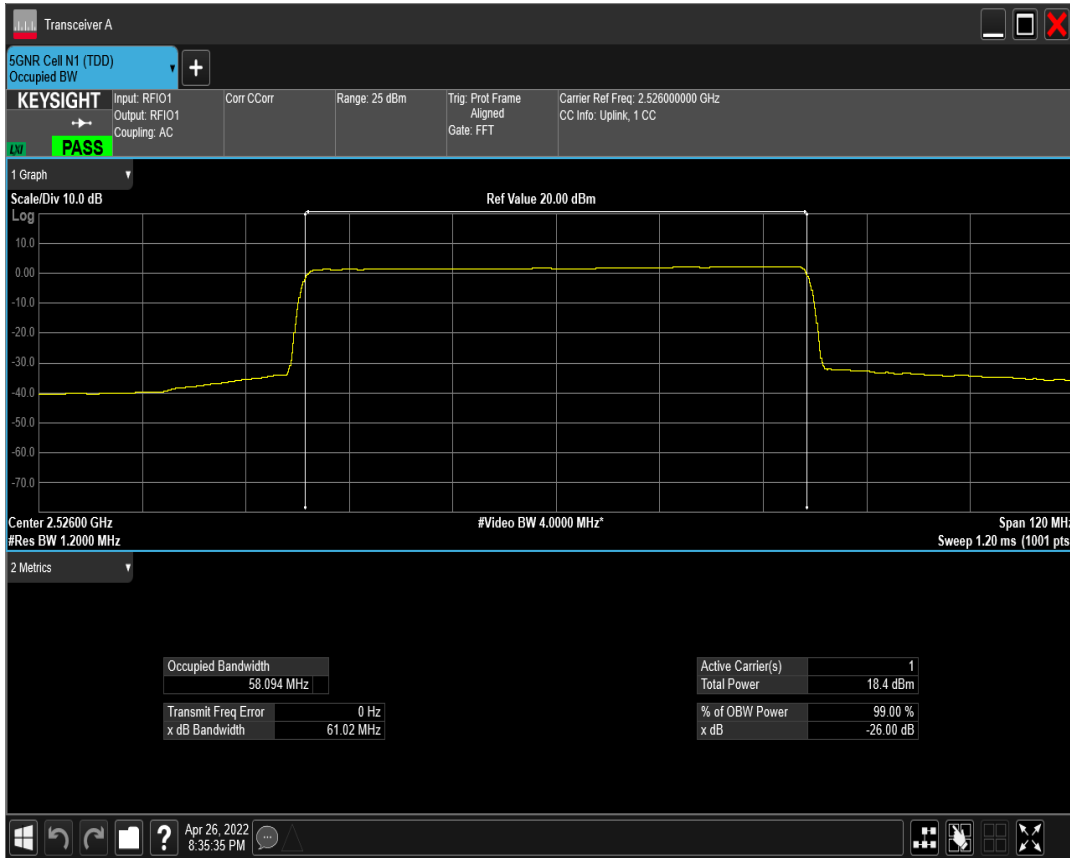 Transceiver A
5GNR Cell N1 (TDD)
Occupied BW
+
KEYSIGHT
LXI
PASS
Input: RFIO1
Output: RFIO1
Coupling: AC
Corr CCorr
Range: 25 dBm
Trig: Prot Frame
Aligned
Gate: FFT
Carrier Ref Freq: 2.526000000 GHz
CC Info: Uplink, 1 CC
1 Graph
Scale/Div 10.0 dB
Ref Value 20.00 dBm
Log
10.0
0.00
-10.0
-20.0
-30.0
-40.0
-50.0
-60.0
-70.0
Center 2.52600 GHz
#Video BW 4.0000 MHz*
Span 120 MHz
#Res BW 1.2000 MHz
Sweep 1.20 ms (1001 pts
2 Metrics
Occupied Bandwidth
58.094 MHz
Transmit Freq Error 0 Hz
x dB Bandwidth 61.02 MHz
Active Carrier(s) 1
Total Power 18.4 dBm
% of OBW Power 99.00 %
x dB -26.00 dB
?
Apr 26, 2022
8:35:35 PM